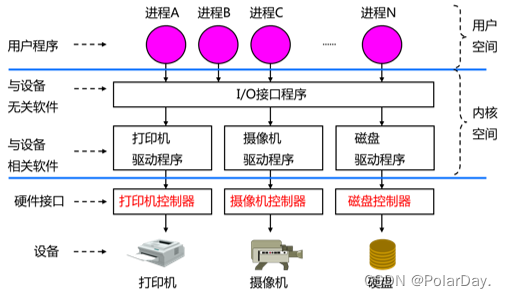 进程A 进程B 进程C 进程N
用户程序
......
用户
空间
与设备
无关软件
I/O接口程序
内核
空间
与设备
相关软件
打印机
驱动程序
摄像机
驱动程序
磁盘
驱动程序
硬件接口
打印机控制器 摄像机控制器 磁盘控制器
设备
打印机 摄像机 硬盘
CSDN @PolarDay.